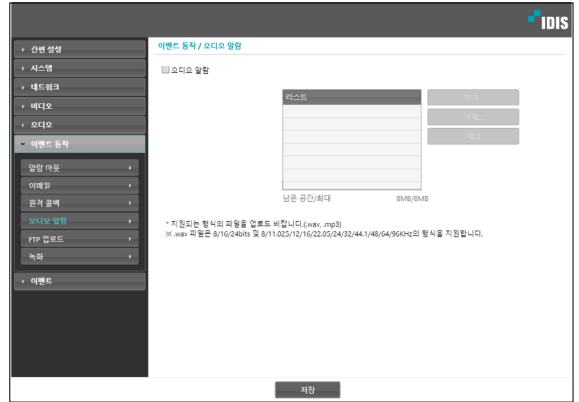 IDIS
간편 설정
시스템
네트워크
비디오
오디오
이벤트 동작
알람 아웃
이메일
원격 콜백
오디오 알람
FTP 업로드
녹화
이벤트
이벤트 동작 / 오디오 알람
오디오 알람
리스트
추가...
삭제...
재생
남은 공간/최대
8MB/8MB
* 지원되는 형식의 파일을 업로드 바랍니다.(.wav, .mp3)
※ .wav 파일은 8/16/24bits 및 8/11.025/12/16/22.05/24/32/44.1/48/64/96KHz의 형식을 지원합니다.
저장